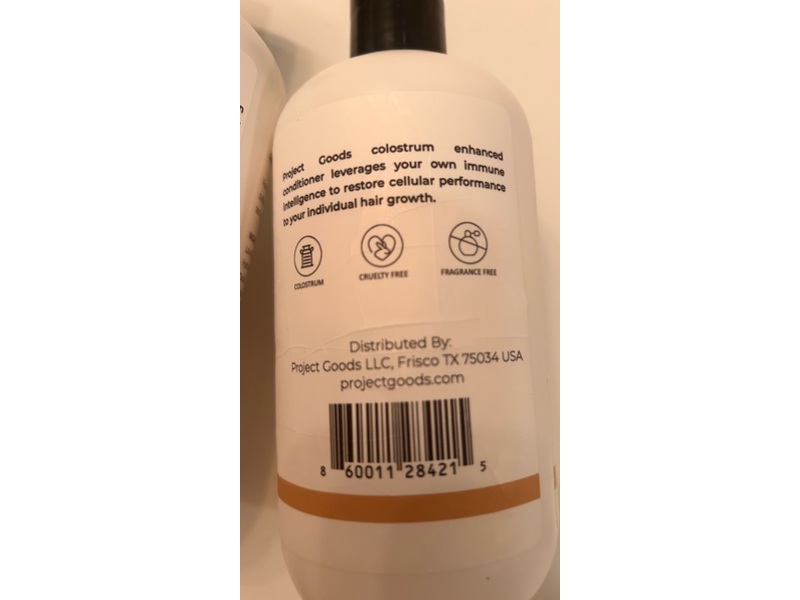 Project Goods colostrum enhanced
conditioner leverages your own immune
intelligence to restore cellular performance
to your individual hair growth.
COLOSTRUM
CRUELTY FREE
FRAGRANCE FREE
Distributed By:
Project Goods LLC, Frisco TX 75034 USA
projectgoods.com
8 60011 28421 5